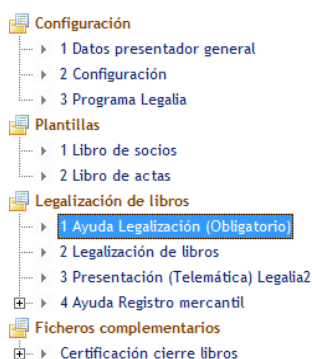 Configuración
1 Datos presentador general
2 Configuración
3 Programa Legalia
Plantillas
1 Libro de socios
2 Libro de actas
Legalización de libros
1 Ayuda Legalización (Obligatorio)
2 Legalización de libros
3 Presentación (Telemática) Legalia2
4 Ayuda Registro mercantil
Ficheros complementarios
Certificación cierre libros